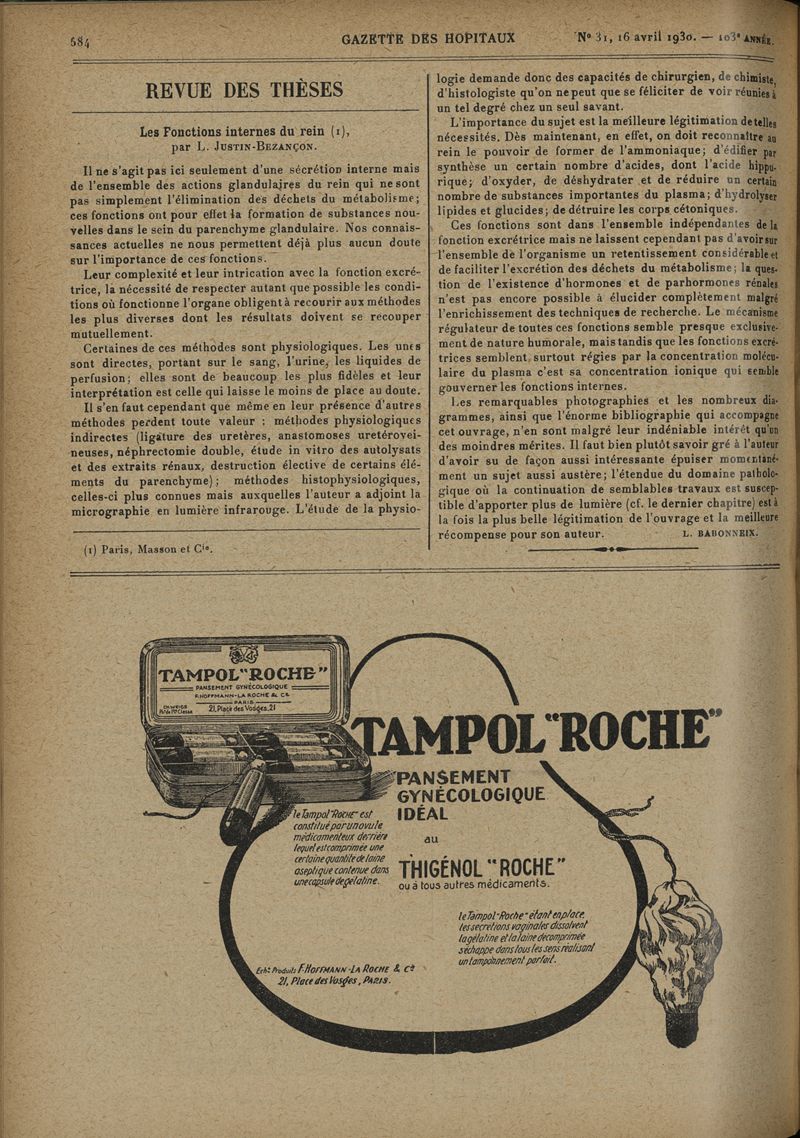 584
GAZETTE DES HOPITAUX
N° 31, 16 avril 1930. — 103e ANNÉE.
REVUE DES THÈSES
Les Fonctions internes du rein (1),
par L. JUSTIN-BEZANÇON.
Il ne s'agit pas ici seulement d'une sécrétion interne mais
de l'ensemble des actions glandulaires du rein qui ne sont
pas simplement l'élimination des déchets du métabolisme;
ces fonctions ont pour effet la formation de substances nou-
velles dans le sein du parenchyme glandulaire. Nos connais-
sances actuelles ne nous permettent déjà plus aucun doute
sur l'importance de ces fonctions.
Leur complexité et leur intrication avec la fonction excré-
trice, la nécessité de respecter autant que possible les condi-
tions où fonctionne l'organe obligent à recourir aux méthodes
les plus diverses dont les résultats doivent se recouper
mutuellement.
Certaines de ces méthodes sont physiologiques. Les unes
sont directes, portant sur le sang, l'urine, les liquides de
perfusion; elles sont de beaucoup les plus fidèles et leur
interprétation est celle qui laisse le moins de place au doute.
Il s'en faut cependant que même en leur présence d'autres
méthodes perdent toute valeur : méthodes physiologiques
indirectes (ligature des uretères, anastomoses uretérovei-
neuses, néphrectomie double, étude in vitro des autolysats
et des extraits rénaux, destruction élective de certains élé-
ments du parenchyme); méthodes histophysiologiques,
celles-ci plus connues mais auxquelles l'auteur a adjoint la
micrographie en lumière infrarouge. L'étude de la physio-
(1) Paris, Masson et Cie.
logie demande donc des capacités de chirurgien, de chimiste,
d'histologiste qu'on ne peut que se féliciter de voir réunies à
un tel degré chez un seul savant.
L'importance du sujet est la meilleure légitimation de telles
nécessités. Dès maintenant, en effet, on doit reconnaître au
rein le pouvoir de former de l'ammoniaque; d'édifier par
synthèse un certain nombre d'acides, dont l'acide hippu-
rique; d'oxyder, de déshydrater et de réduire un certain
nombre de substances importantes du plasma; d'hydrolyser
lipides et glucides; de détruire les corps cétoniques.
Ces fonctions sont dans l'ensemble indépendantes de la
fonction excrétrice mais ne laissent cependant pas d'avoir sur
l'ensemble de l'organisme un retentissement considérable et
de faciliter l'excrétion des déchets du métabolisme; la ques-
tion de l'existence d'hormones et de parhormones rénales
n'est pas encore possible à élucider complètement malgré
l'enrichissement des techniques de recherche. Le mécanisme
régulateur de toutes ces fonctions semble presque exclusive-
ment de nature humorale, mais tandis que les fonctions excré-
trices semblent surtout régies par la concentration molécu-
laire du plasma c'est sa concentration ionique qui semble
gouverner les fonctions internes.
Les remarquables photographies et les nombreux dia-
grammes, ainsi que l'énorme bibliographie qui accompagne
cet ouvrage, n'en sont malgré leur indéniable intérêt qu'un
des moindres mérites. Il faut bien plutôt savoir gré à l'auteur
d'avoir su de façon aussi intéressante épuiser momentané-
ment un sujet aussi austère; l'étendue du domaine patholo-
gique où la continuation de semblables travaux est suscep-
tible d'apporter plus de lumière (cf. le dernier chapitre) est à
la fois la plus belle légitimation de l'ouvrage et la meilleure
récompense pour son auteur. L. BABONNEIX.
TAMPOL "ROCHE"
PANSEMENT GYNÉCOLOGIQUE
F. HOFFMANN-LA ROCHE & Cie
PARIS
21, Place des Vosges, 21
TAMPOL "ROCHE"
PANSEMENT
GYNÉCOLOGIQUE
IDÉAL
au
THIGÉNOL "ROCHE"
ou à tous autres médicaments.
le Tampol "Roche" est
constitué par un ovule
médicamenteux derrière
lequel est comprimée une
certaine quantité de laine
aseptique contenue dans
une capsule de gélatine.
le Tampol "Roche" étant en place,
les secrétions vaginales dissolvent
la gélatine et la laine décomprimée
s'échappe dans tous les sens réalisant
un tamponnement parfait.
Echt. Produits F. HOFFMANN-LA ROCHE & Cie
21, Place des Vosges, PARIS.